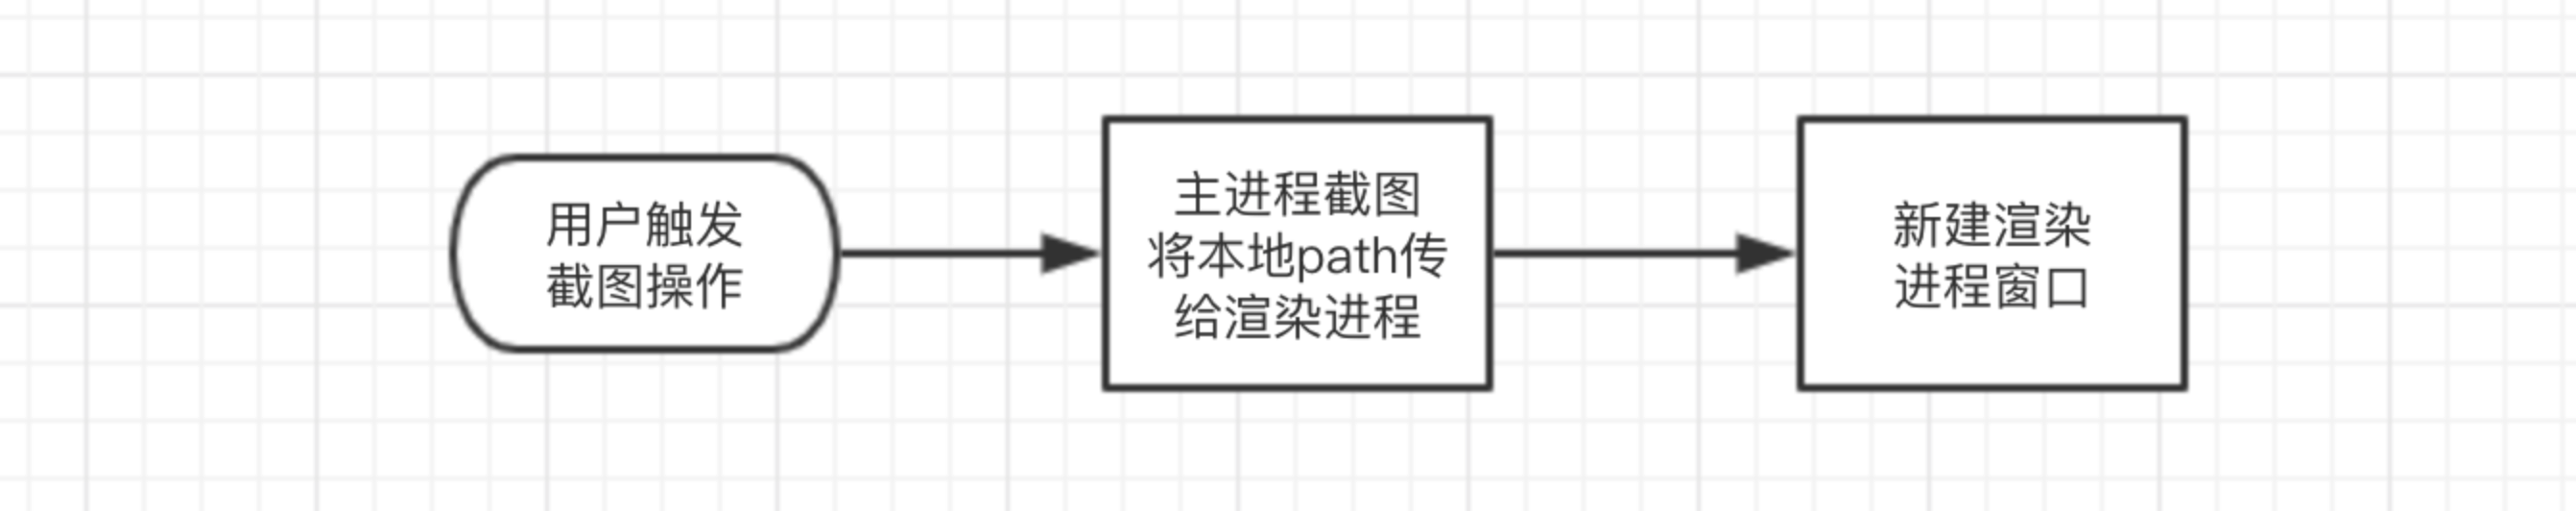 用户触发
截图操作
主进程截图
将本地path传
给渲染进程
新建渲染
进程窗口